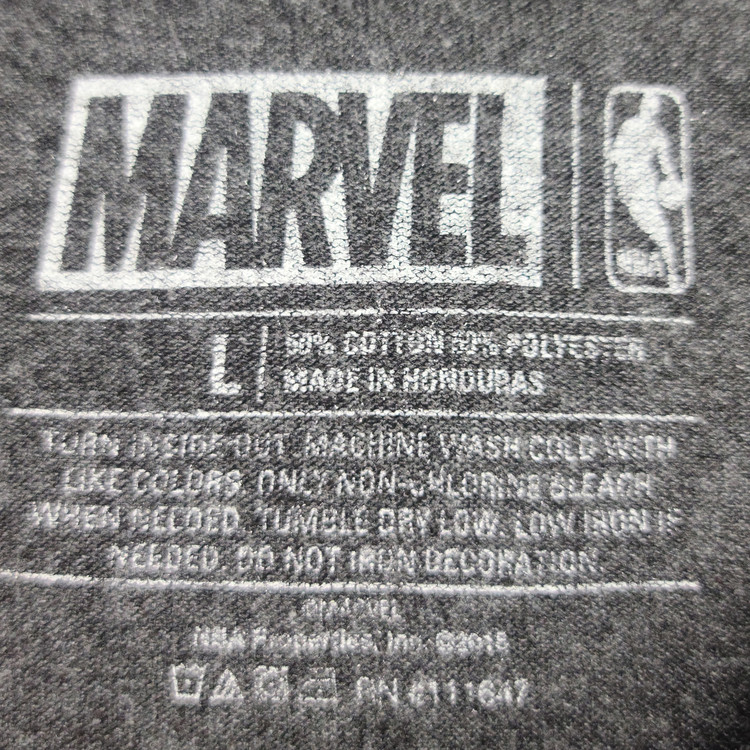 MARVEL
NBA
L
50% COTTON 50% POLYESTER
MADE IN HONDURAS
TURN INSIDE OUT. MACHINE WASH COLD WITH
LIKE COLORS. ONLY NON-CHLORINE BLEACH
WHEN NEEDED. TUMBLE DRY LOW. LOW IRON IF
NEEDED. DO NOT IRON DECORATION.
©MARVEL
NBA Properties, Inc. ©2018
RN